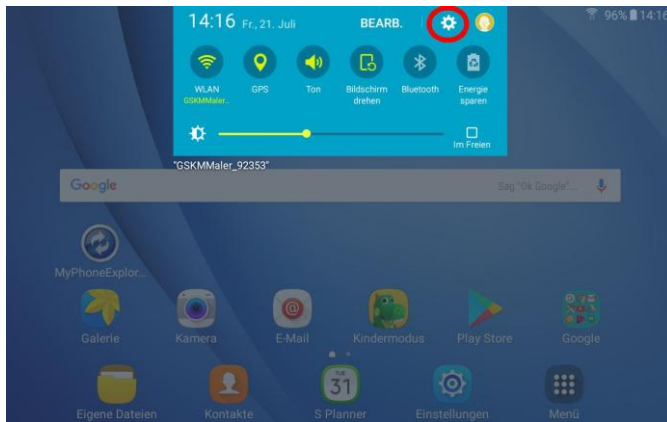 14:16 Fr., 21. Juli BEARB.
96% 14:16
WLAN
GSKMMaler..
GPS
Ton
Bildschirm
drehen
Bluetooth
Energie
sparen
Im Freien
"GSKMMaler_92353"
Google
Sag "Ok Google"...
MyPhoneExplor...
Galerie
Kamera
E-Mail
Kindermodus
Play Store
Google
TUE
31
Eigene Dateien
Kontakte
S Planner
Einstellungen
Menü